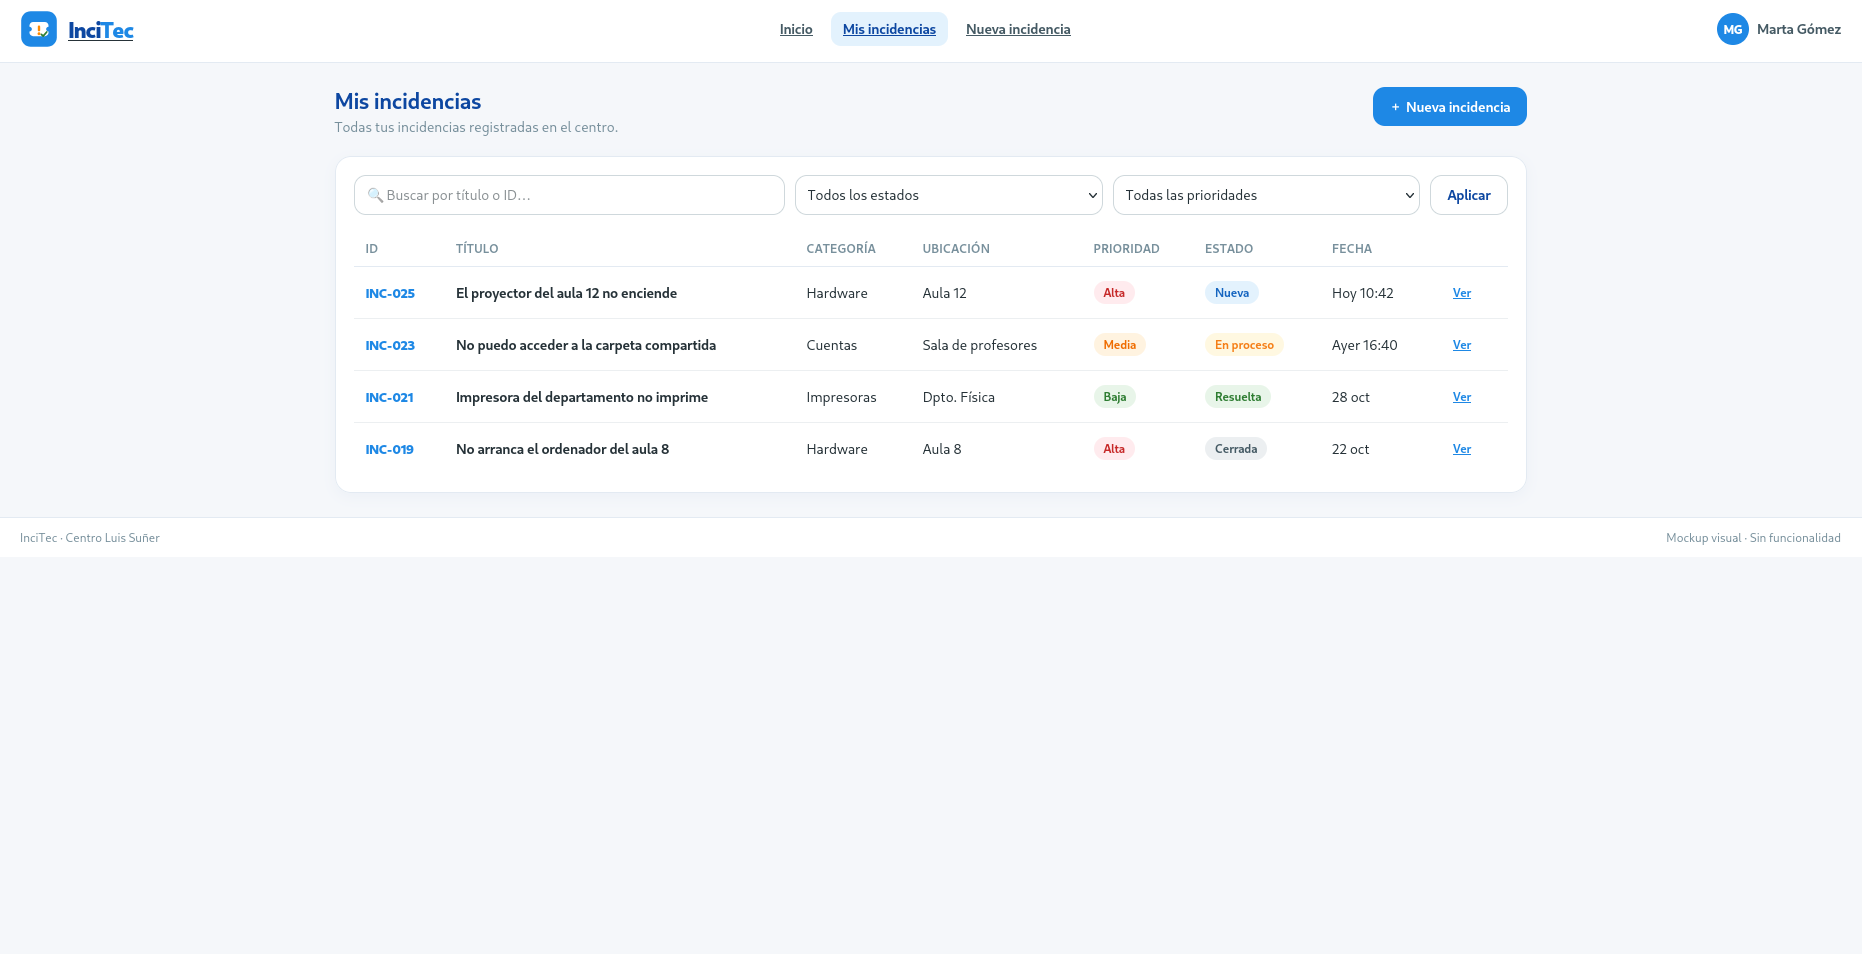 InciTec
Inicio
Mis incidencias
Nueva incidencia
MG
Marta Gómez
Mis incidencias
Todas tus incidencias registradas en el centro.
+ Nueva incidencia
Buscar por título o ID…
Todos los estados
Todas las prioridades
Aplicar
ID TÍTULO CATEGORÍA UBICACIÓN PRIORIDAD ESTADO FECHA
INC-025 El proyector del aula 12 no enciende Hardware Aula 12 Alta Nueva Hoy 10:42 Ver
INC-023 No puedo acceder a la carpeta compartida Cuentas Sala de profesores Media En proceso Ayer 16:40 Ver
INC-021 Impresora del departamento no imprime Impresoras Dpto. Física Baja Resuelta 28 oct Ver
INC-019 No arranca el ordenador del aula 8 Hardware Aula 8 Alta Cerrada 22 oct Ver
InciTec · Centro Luis Suñer
Mockup visual · Sin funcionalidad